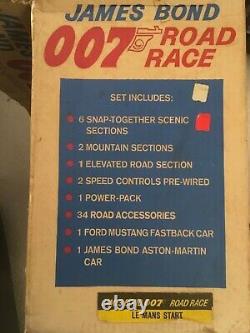 JAMES BOND
007 ROAD
RACE
SET INCLUDES:
6 SNAP-TOGETHER SCENIC
SECTIONS
2 MOUNTAIN SECTIONS
1 ELEVATED ROAD SECTION
2 SPEED CONTROLS PRE-WIRED
1 POWER-PACK
34 ROAD ACCESSORIES
1 FORD MUSTANG FASTBACK CAR
1 JAMES BOND ASTON-MARTIN
CAR
007 ROAD RACE
LE MANS START